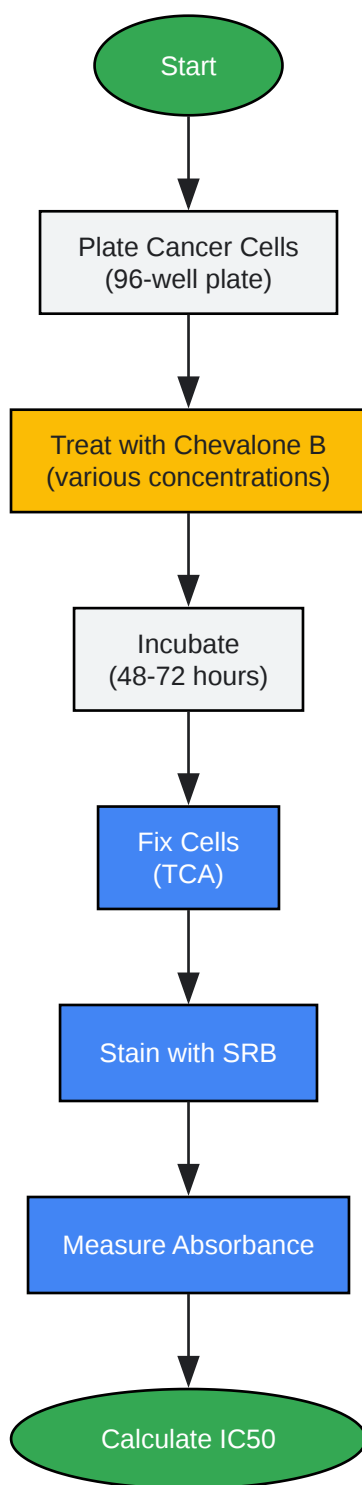 Start
Plate Cancer Cells
(96-well plate)
Treat with Chevalone B
(various concentrations)
Incubate
(48-72 hours)
Fix Cells
(TCA)
Stain with SRB
Measure Absorbance
Calculate IC50